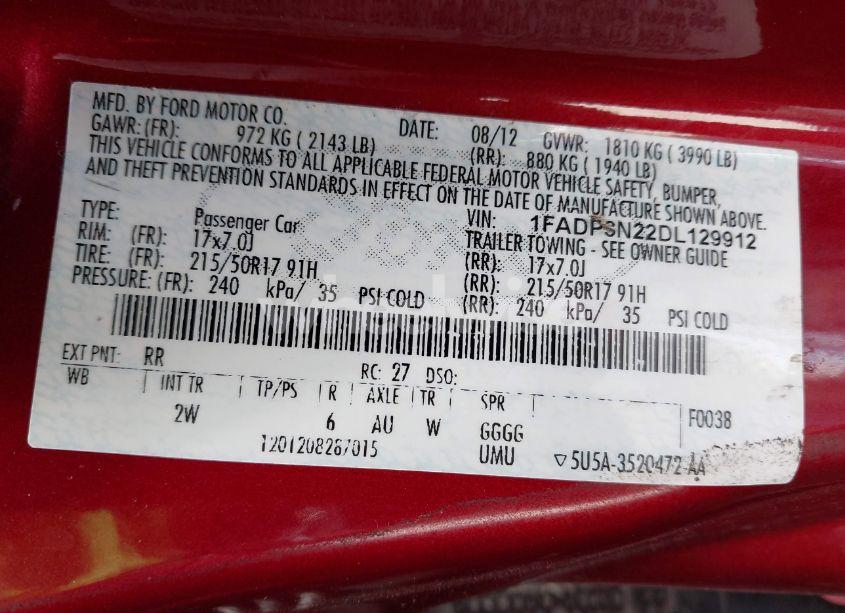 MFD. BY FORD MOTOR CO.
DATE: 08/12 GVWR: 1810 KG ( 3990 LB)
GAWR: (FR): 972 KG ( 2143 LB) (RR): 880 KG ( 1940 LB)
THIS VEHICLE CONFORMS TO ALL APPLICABLE FEDERAL MOTOR VEHICLE SAFETY, BUMPER,
AND THEFT PREVENTION STANDARDS IN EFFECT ON THE DATE OF MANUFACTURE SHOWN ABOVE.
TYPE: Passenger Car VIN: 1FADP3N22DL129912
TRAILER TOWING - SEE OWNER GUIDE
RIM: (FR): 17x7.0J (RR): 17x7.0J
TIRE: (FR): 215/50R17 91H (RR): 215/50R17 91H
PRESSURE: (FR): 240 kPa/ 35 PSI COLD (RR): 240 kPa/ 35 PSI COLD
EXT PNT: RR RC: 27 DSO:
WB INT TR TP/PS R AXLE TR SPR F0038
2W 6 AU W GGGG
1201208267015 UMU ▽5U5A-3520472-AA